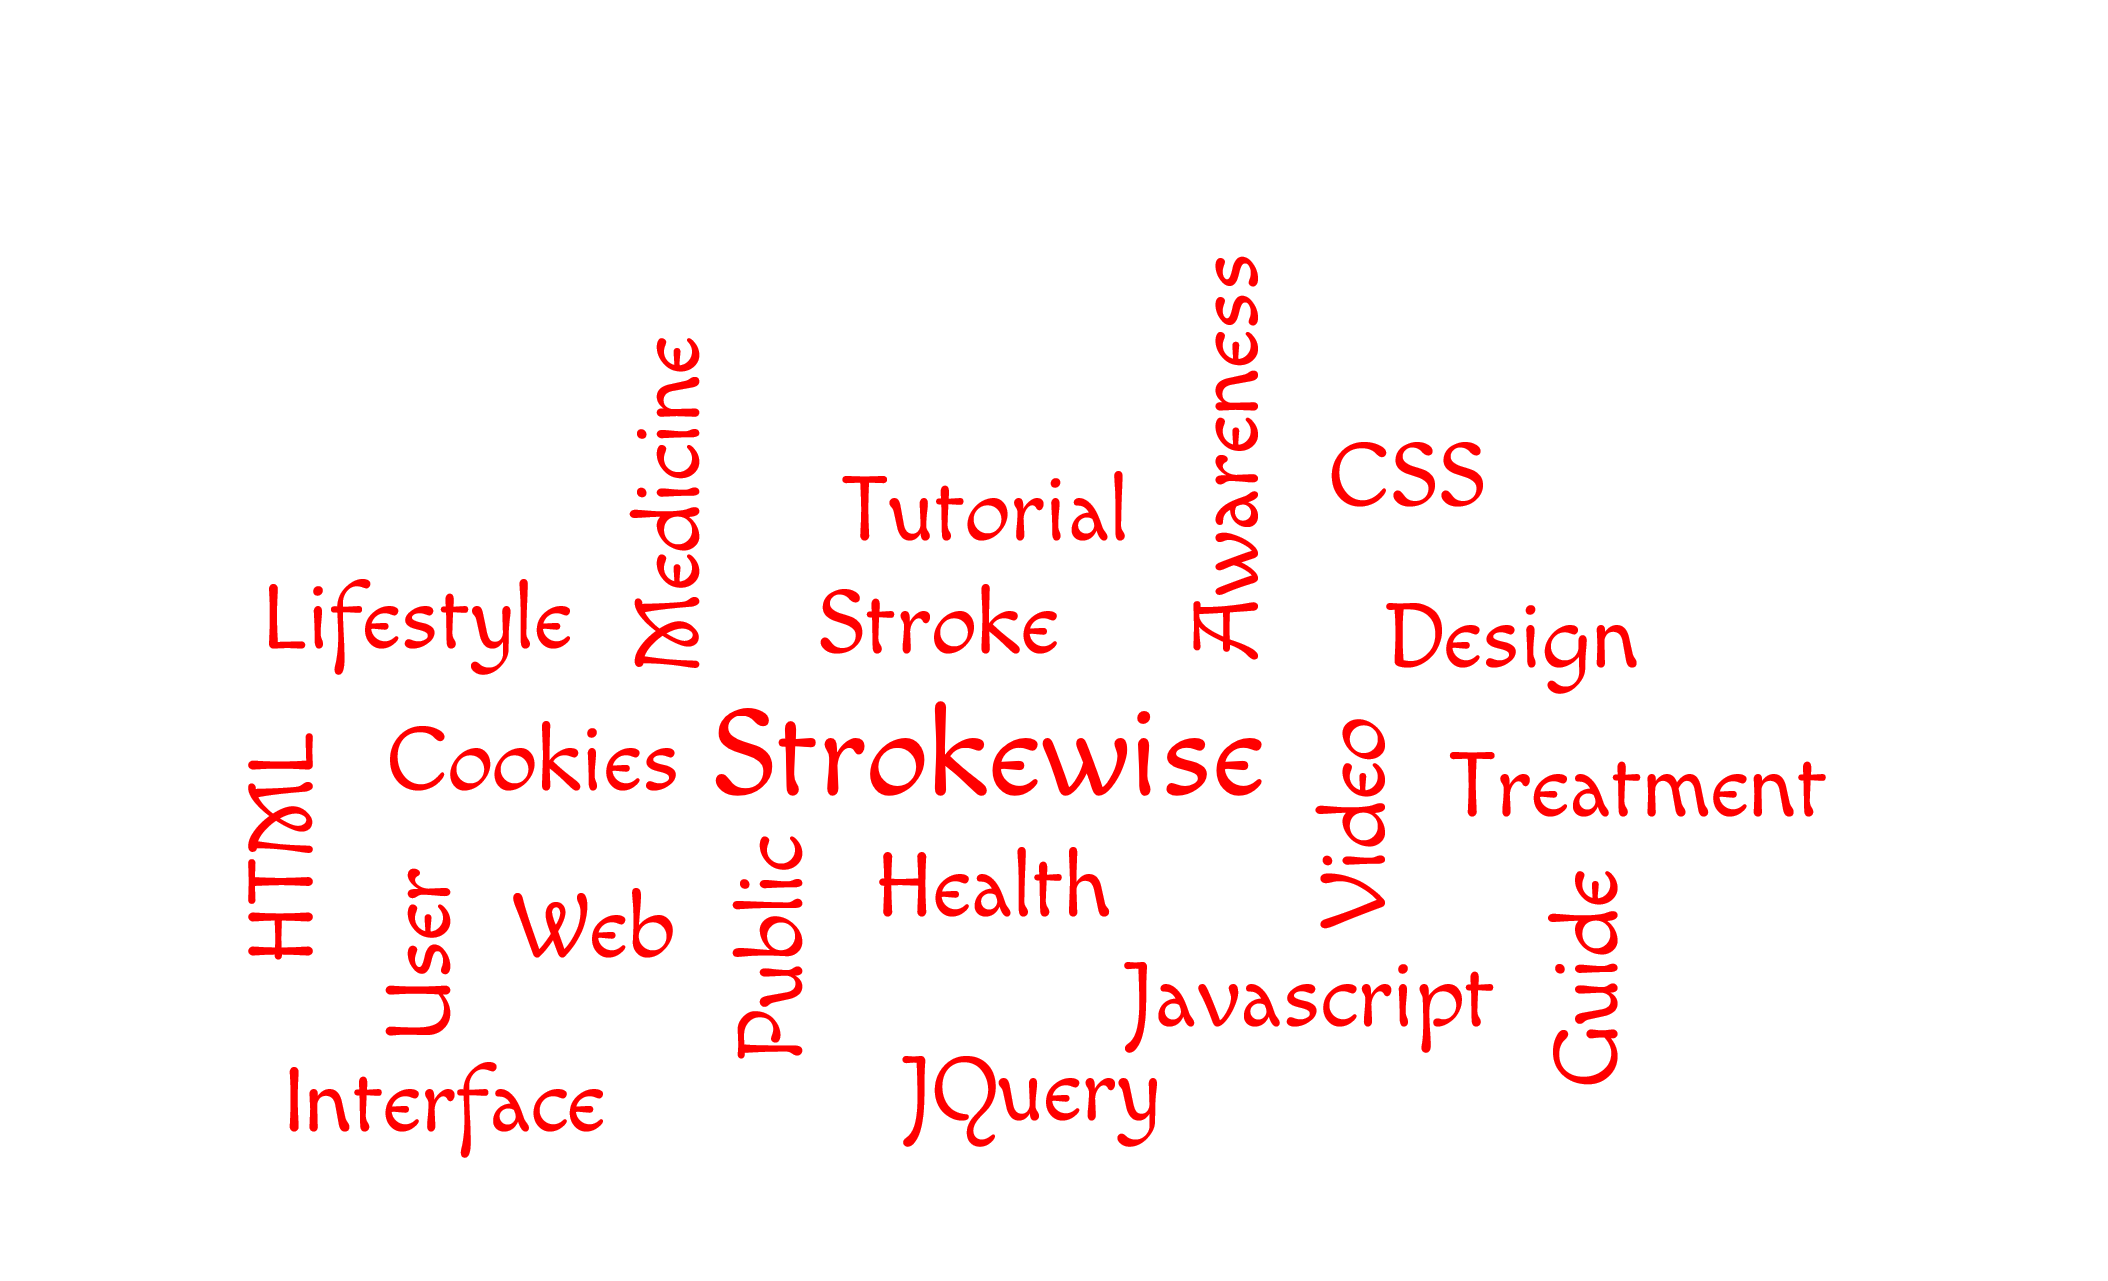 Awareness
Medicine
CSS
Tutorial
Lifestyle
Stroke
Design
Strokewise
Cookies
Video
Treatment
HTML
User
Web
Public
Health
Guide
Javascript
Interface
JQuery